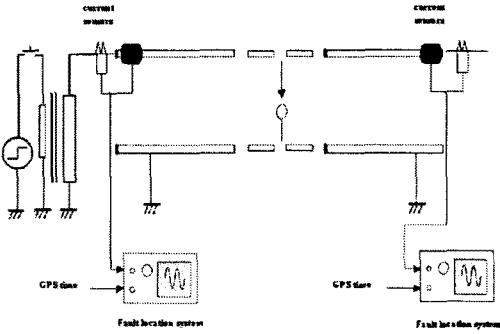 current
sensors
current
sensors
GPS time
GPS time
Fault location system
Fault location system